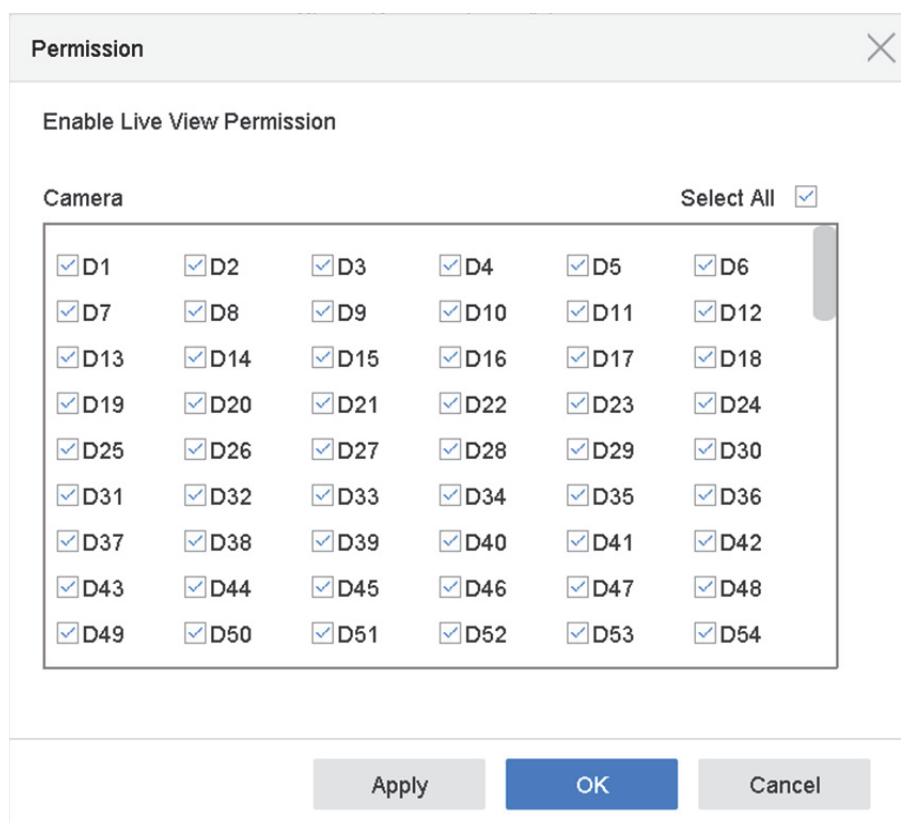 Permission
Enable Live View Permission
Camera Select All
D1 D2 D3 D4 D5 D6
D7 D8 D9 D10 D11 D12
D13 D14 D15 D16 D17 D18
D19 D20 D21 D22 D23 D24
D25 D26 D27 D28 D29 D30
D31 D32 D33 D34 D35 D36
D37 D38 D39 D40 D41 D42
D43 D44 D45 D46 D47 D48
D49 D50 D51 D52 D53 D54
Apply OK Cancel